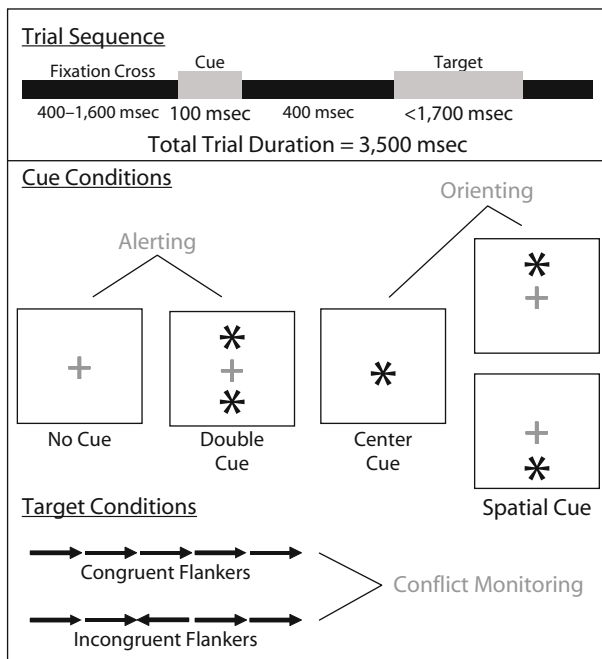 Trial Sequence
Fixation Cross Cue Target
400–1,600 msec 100 msec 400 msec <1,700 msec
Total Trial Duration = 3,500 msec
Cue Conditions
Orienting
Alerting
No Cue Double Cue Center Cue
Spatial Cue
Target Conditions
Congruent Flankers
Conflict Monitoring
Incongruent Flankers